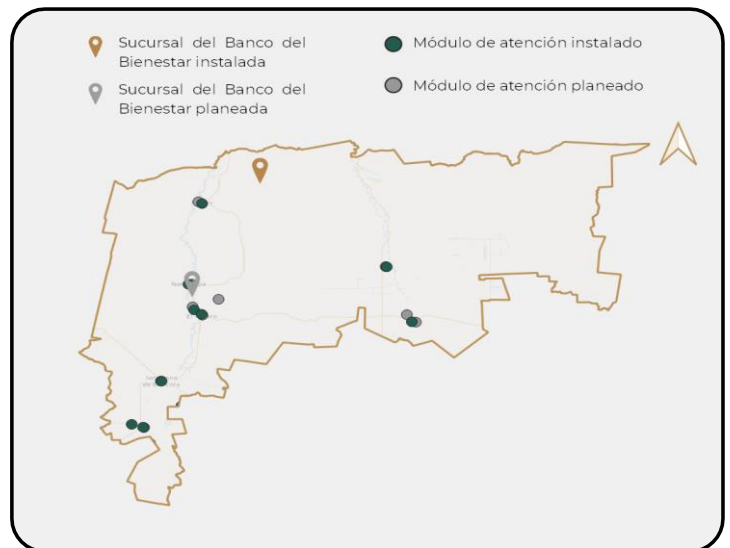 Sucursal del Banco del
Bienestar instalada
Sucursal del Banco del
Bienestar planeada
Módulo de atención instalado
Módulo de atención planeado